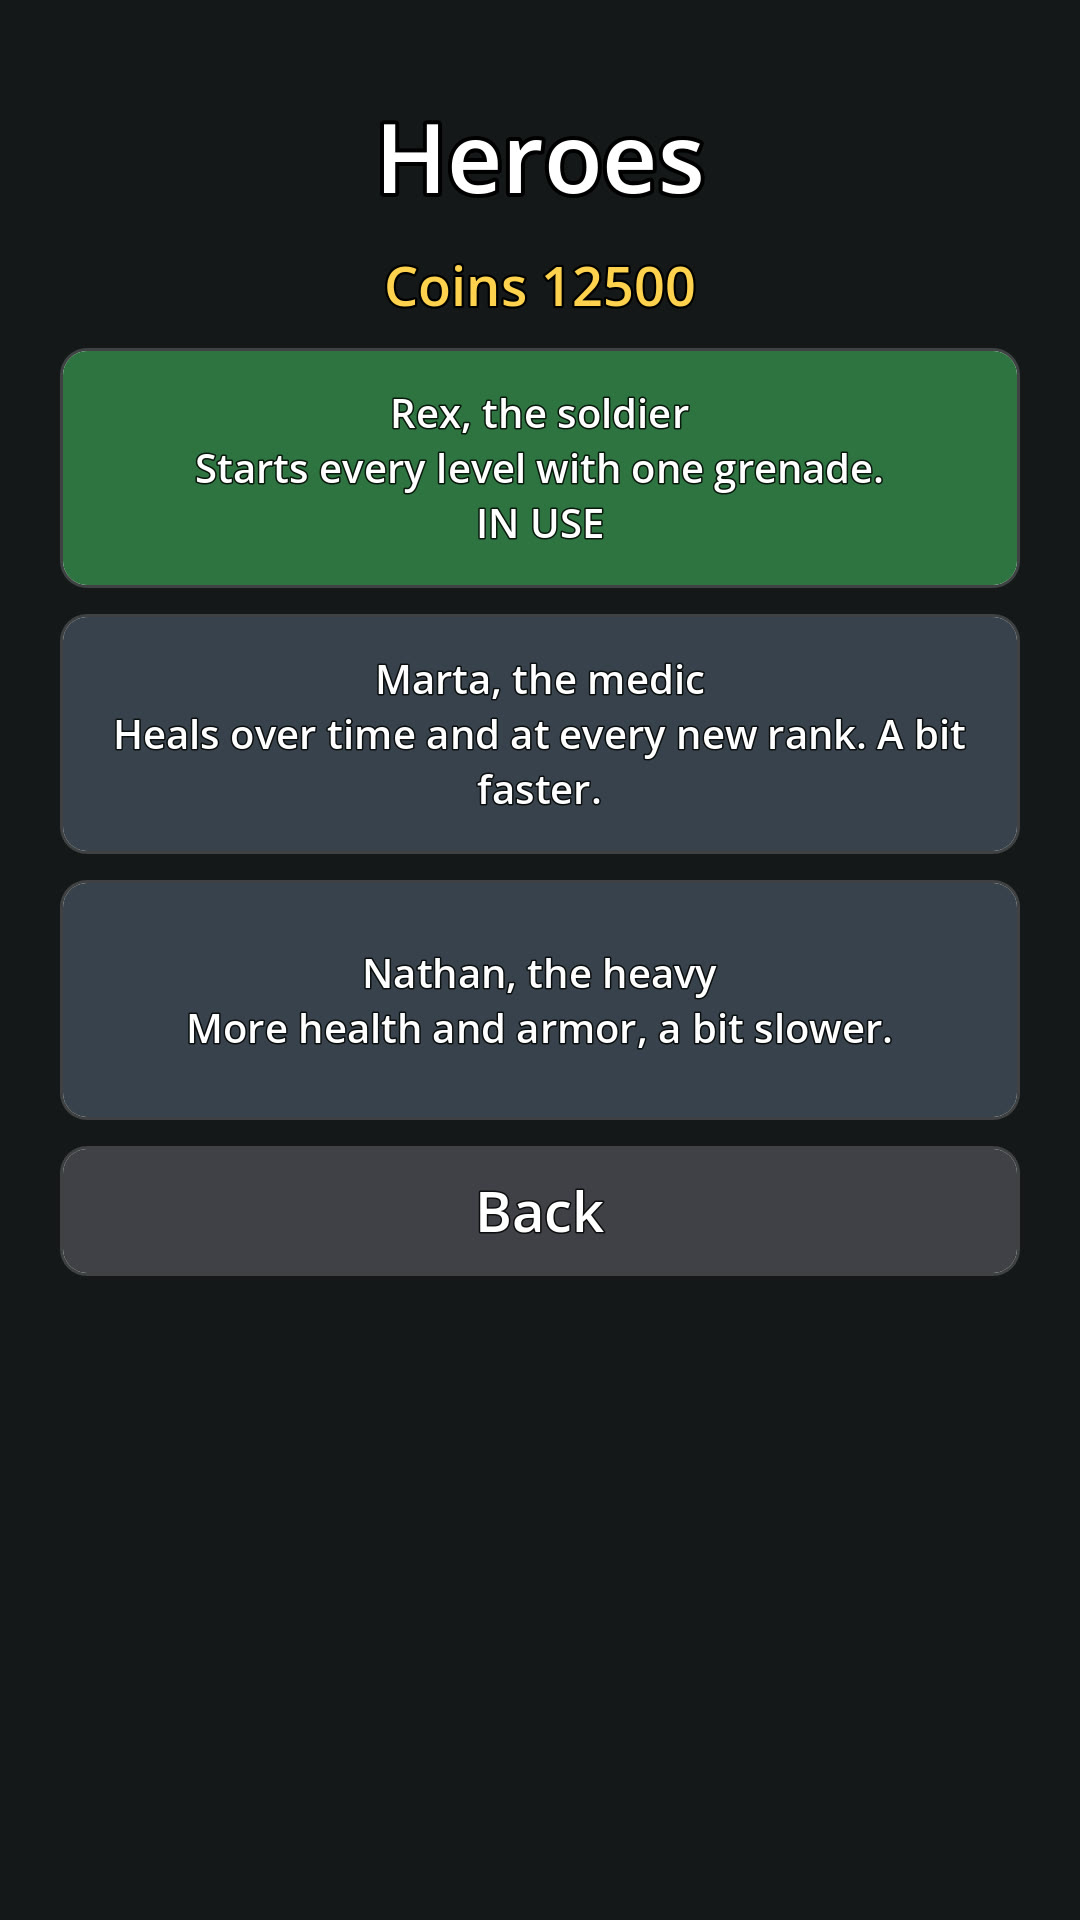 Heroes
Coins 12500
Rex, the soldier
Starts every level with one grenade.
IN USE
Marta, the medic
Heals over time and at every new rank. A bit
faster.
Nathan, the heavy
More health and armor, a bit slower.
Back